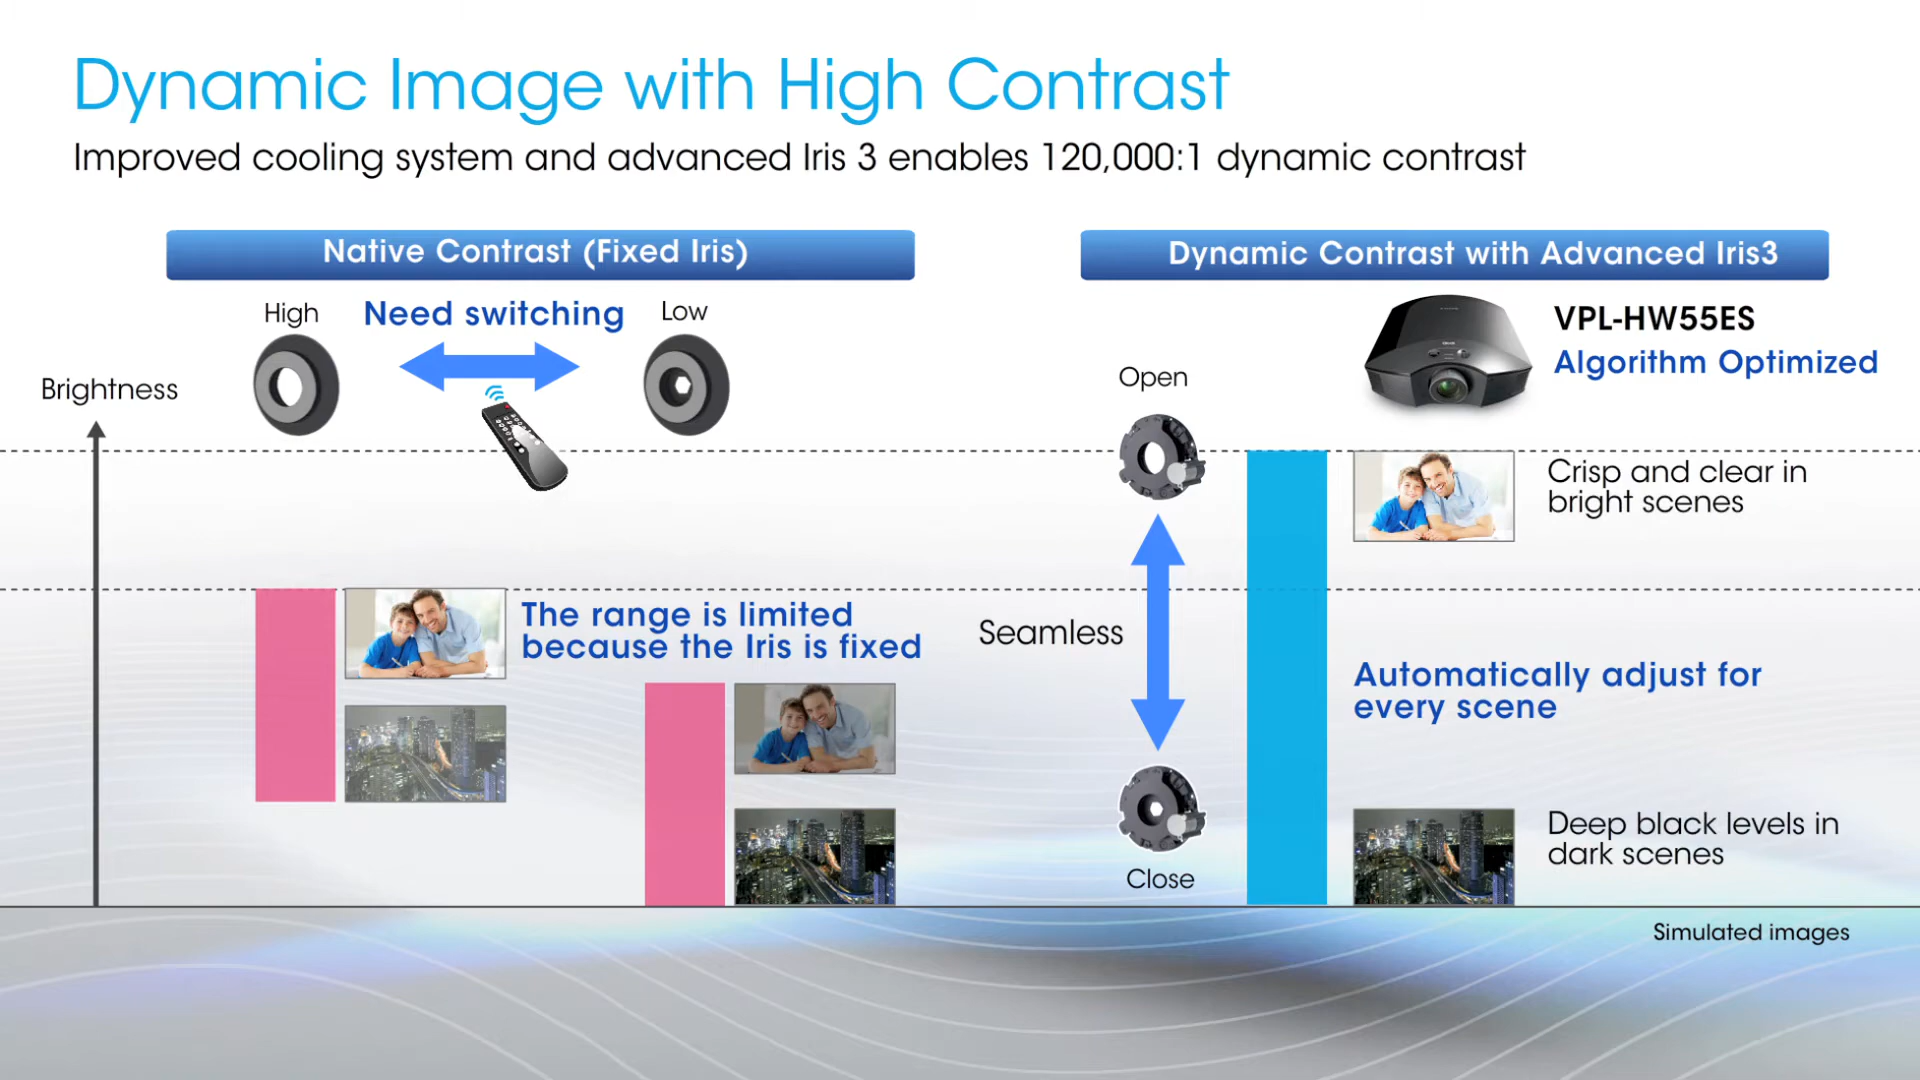 Dynamic Image with High Contrast
Improved cooling system and advanced Iris 3 enables 120,000:1 dynamic contrast
Native Contrast (Fixed Iris)
High
Need switching
Low
Brightness
The range is limited
because the Iris is fixed
Dynamic Contrast with Advanced Iris3
VPL-HW55ES
Algorithm Optimized
Open
Crisp and clear in
bright scenes
Seamless
Automatically adjust for
every scene
Deep black levels in
dark scenes
Close
Simulated images